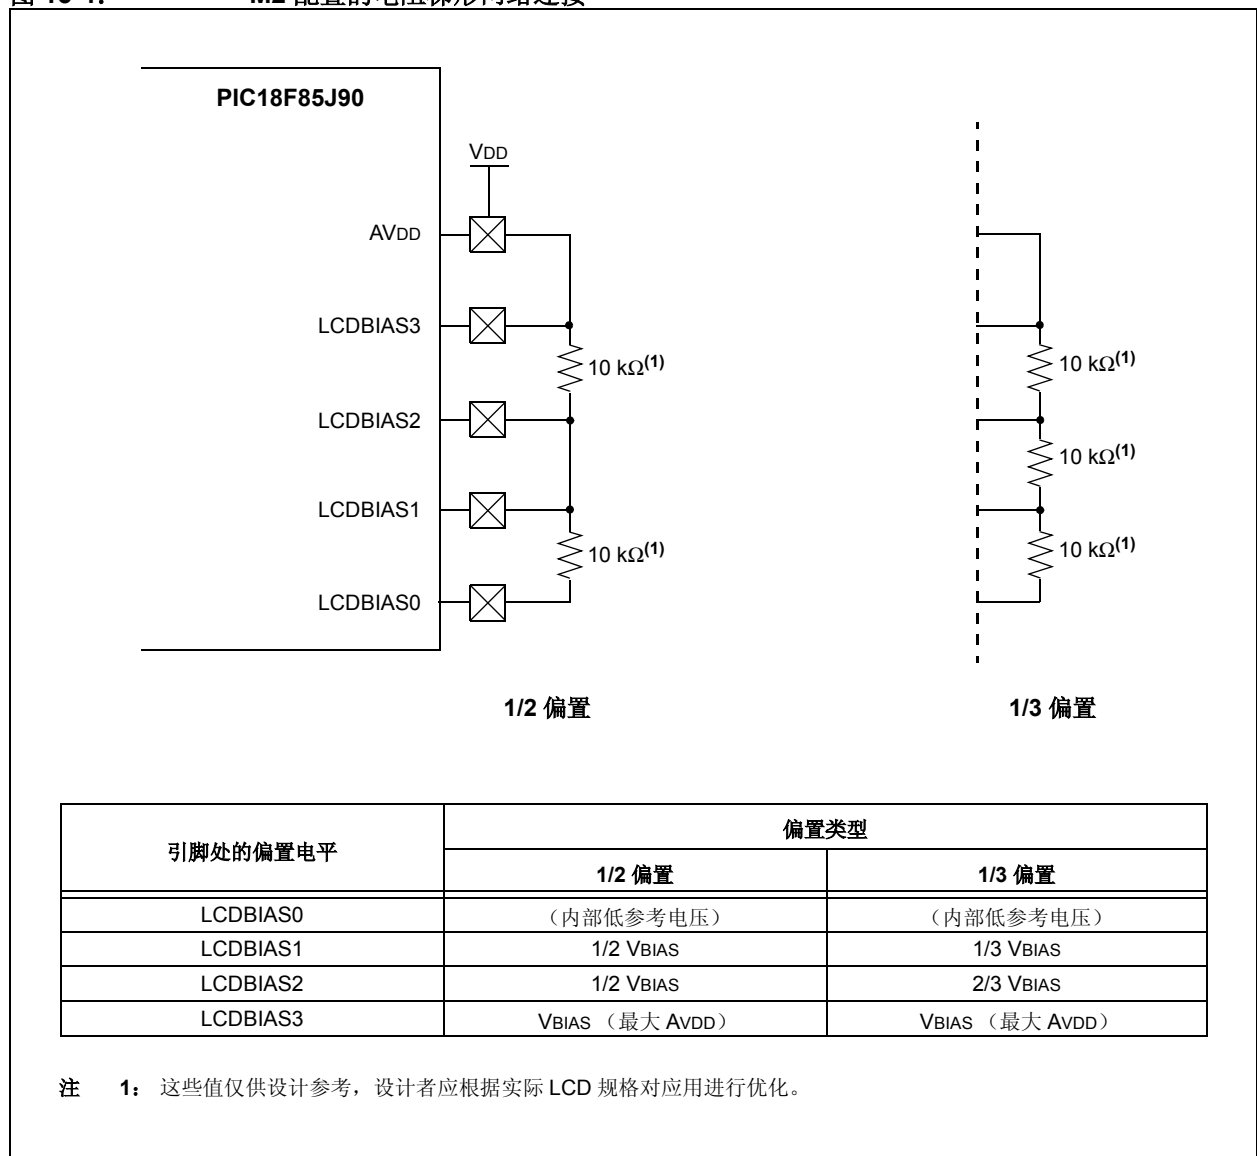 PIC18F85J90
VDD
AVDD
LCDBIAS3
10 kΩ(1)
10 kΩ(1)
LCDBIAS2
10 kΩ(1)
LCDBIAS1
10 kΩ(1)
10 kΩ(1)
LCDBIAS0
1/2 偏置
1/3 偏置
引脚处的偏置电平
偏置类型
1/2 偏置
1/3 偏置
LCDBIAS0 （内部低参考电压） （内部低参考电压）
LCDBIAS1 1/2 VBIAS 1/3 VBIAS
LCDBIAS2 1/2 VBIAS 2/3 VBIAS
LCDBIAS3 VBIAS （最大 AVDD） VBIAS （最大 AVDD）
注 1： 这些值仅供设计参考，设计者应根据实际 LCD 规格对应用进行优化。